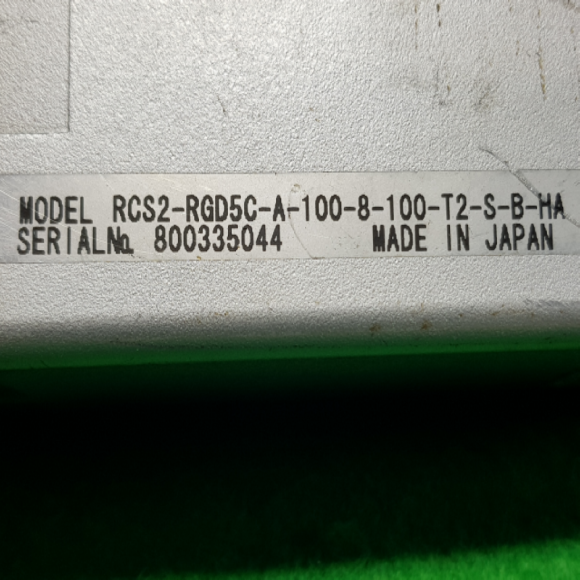 MODEL RCS2-RGD5C-A-100-8-100-T2-S-B-HA
SERIAL№ 800335044 MADE IN JAPAN